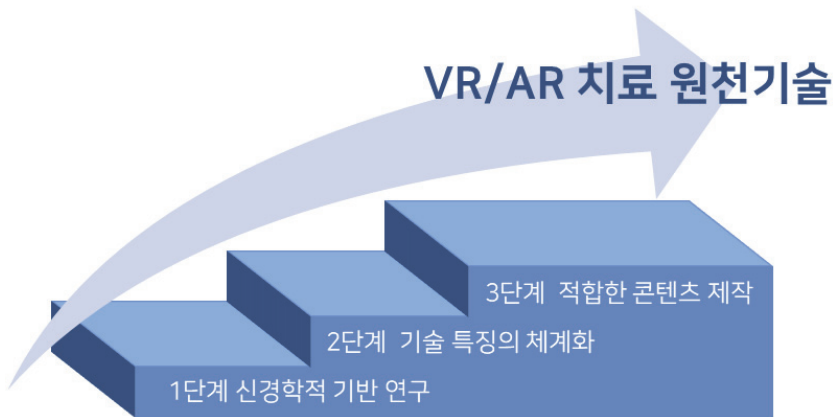 VR/AR 치료 원천기술
3단계 적합한 콘텐츠 제작
2단계 기술 특징의 체계화
1단계 신경학적 기반 연구